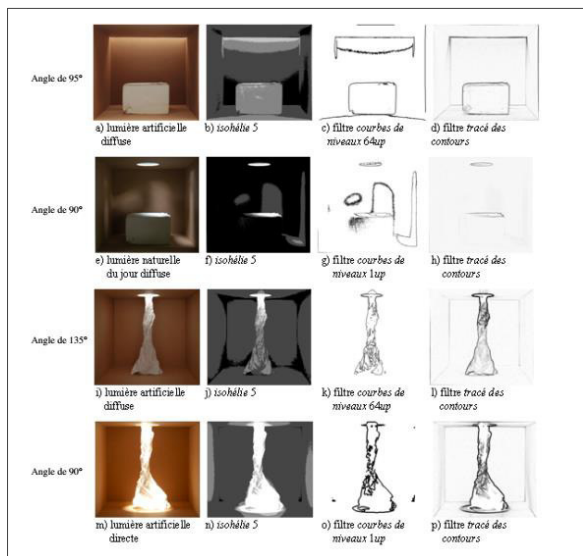 Angle de 95°
a) lumière artificielle
diffuse
b) isohélie 5
c) filtre courbes de
niveaux 64up
d) filtre tracé des
contours
Angle de 90°
e) lumière naturelle
du jour diffuse
f) isohélie 5
g) filtre courbes de
niveaux 1up
h) filtre tracé des
contours
Angle de 135°
i) lumière artificielle
diffuse
j) isohélie 5
k) filtre courbes de
niveaux 64up
l) filtre tracé des
contours
Angle de 90°
m) lumière artificielle
directe
n) isohélie 5
o) filtre courbes de
niveaux 1up
p) filtre tracé des
contours